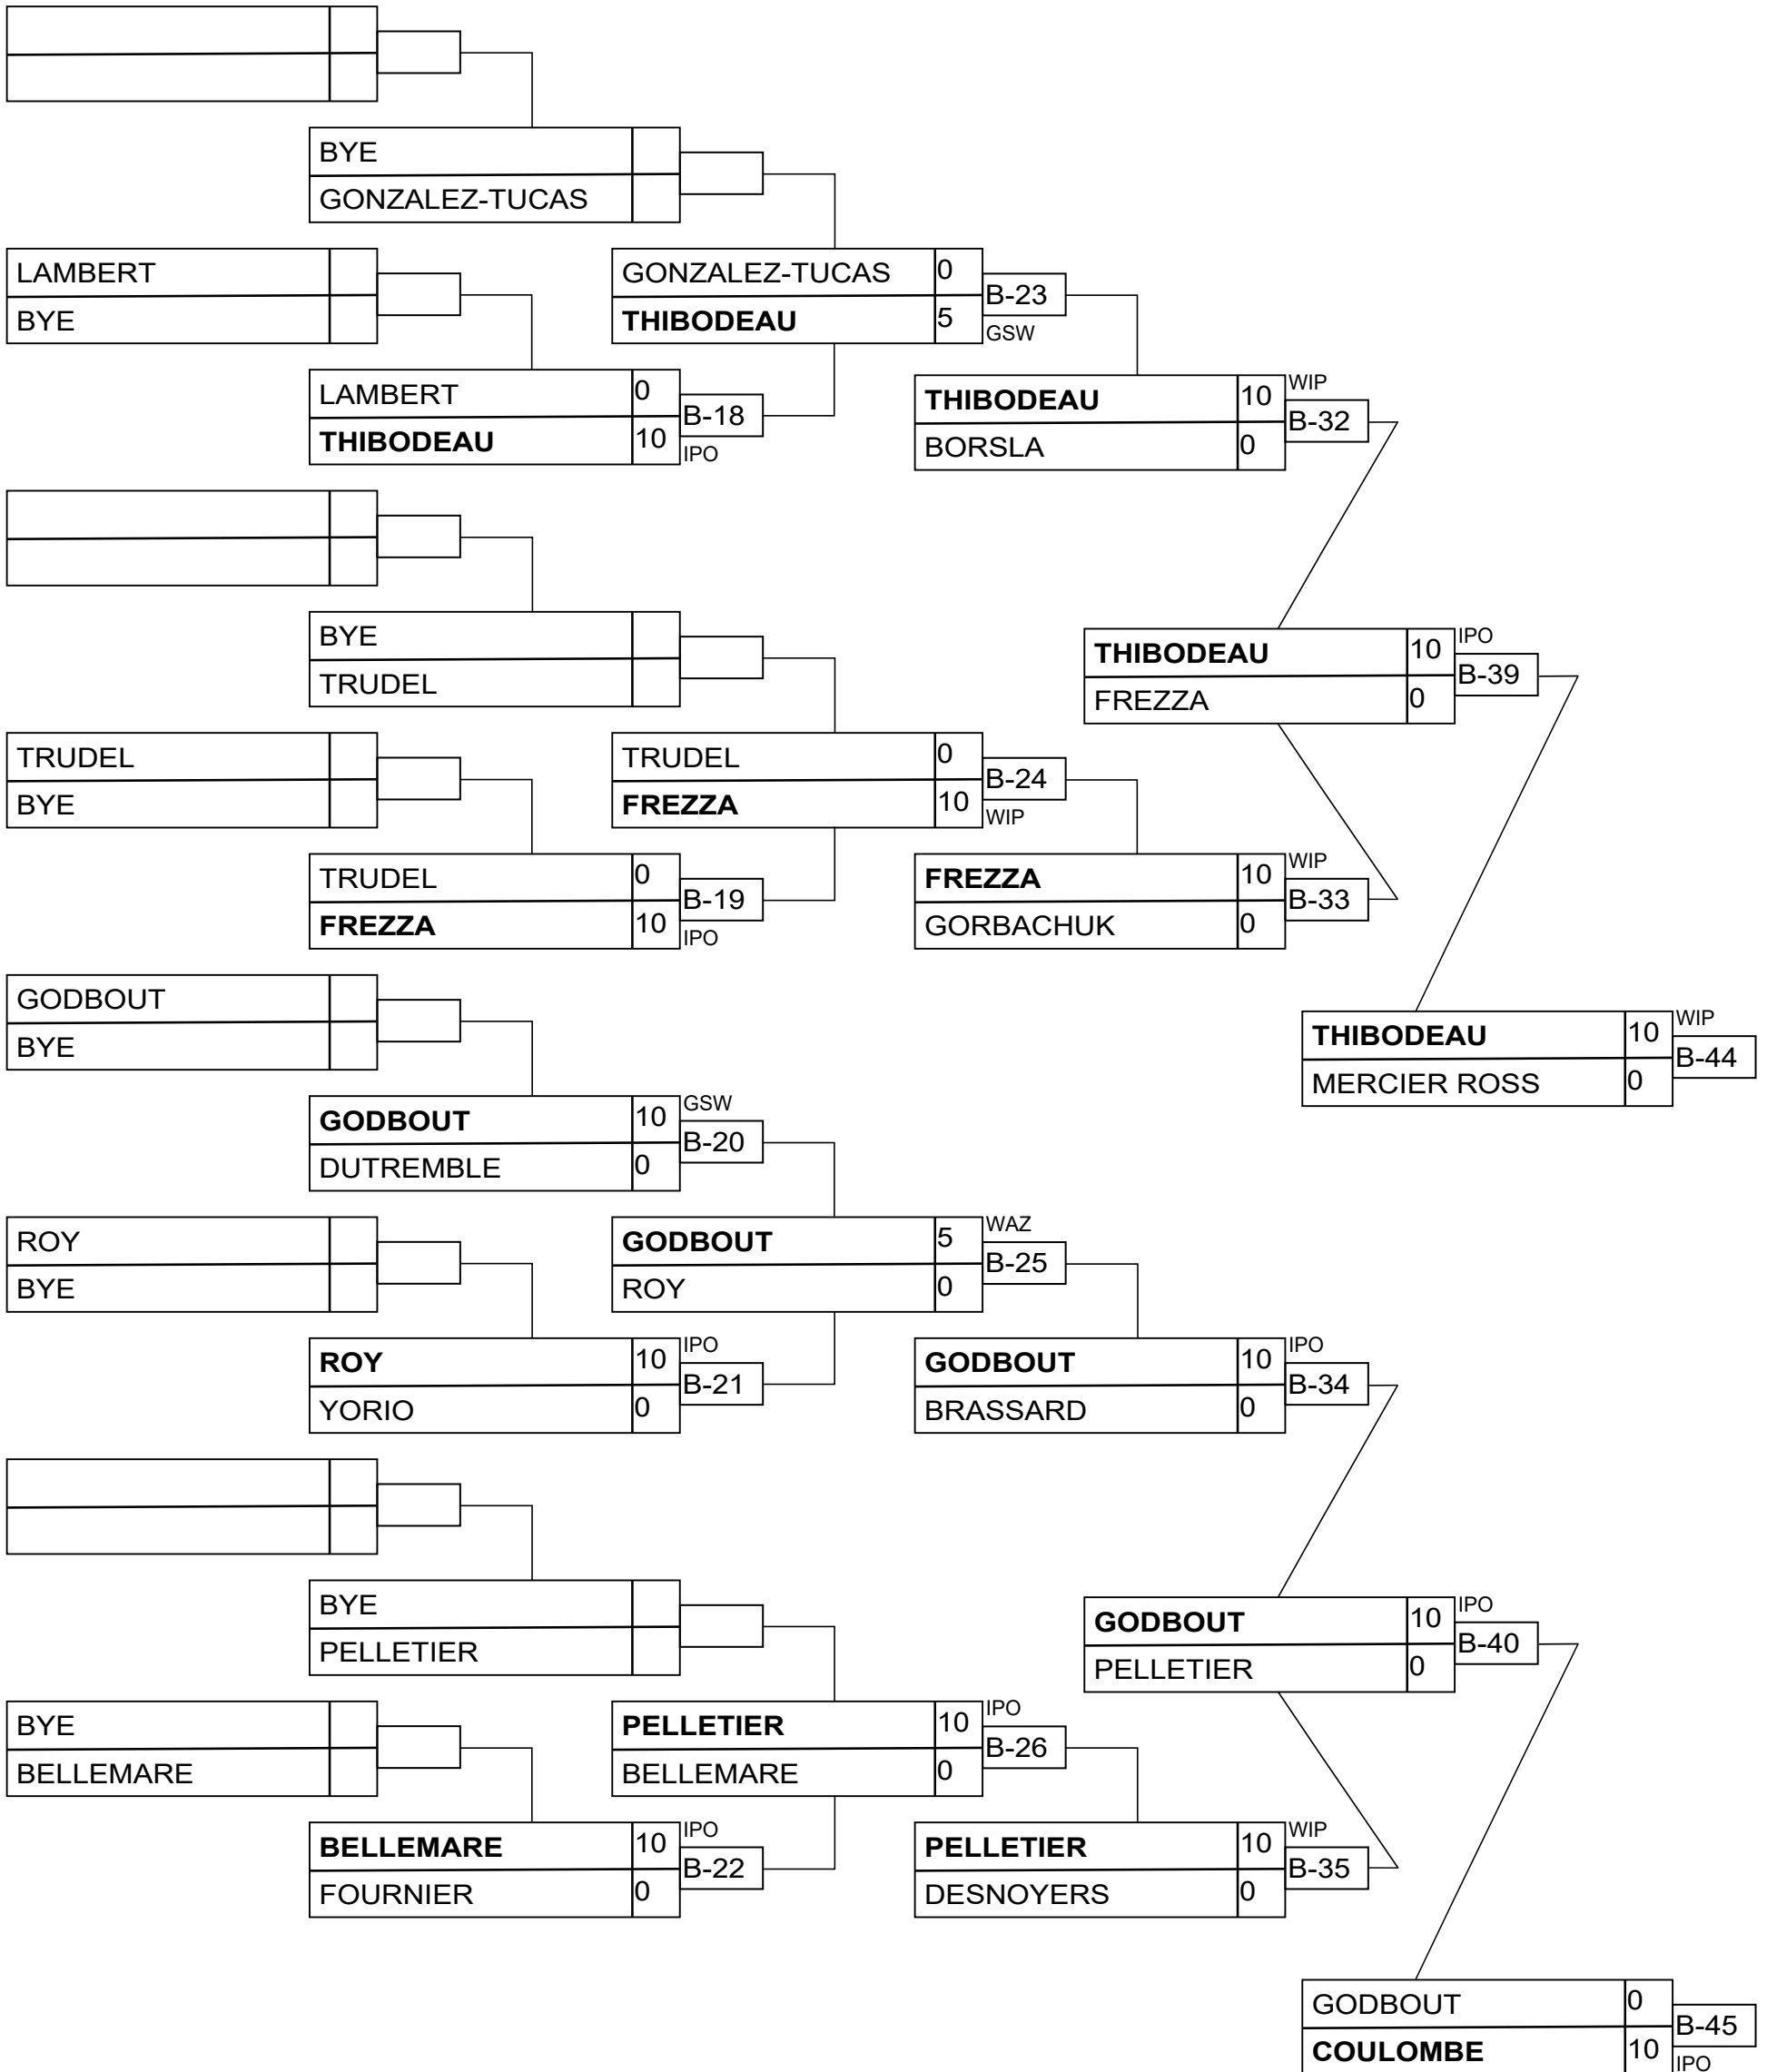 BYE
GONZALEZ-TUCAS
LAMBERT
BYE
GONZALEZ-TUCAS 0
THIBODEAU 5
B-23
GSW
LAMBERT 0
THIBODEAU 10
B-18
IPO
THIBODEAU 10
BORSLA 0
WIP
B-32
BYE
TRUDEL
THIBODEAU 10
FREZZA 0
IPO
B-39
TRUDEL
BYE
TRUDEL 0
FREZZA 10
B-24
WIP
TRUDEL 0
FREZZA 10
B-19
IPO
FREZZA 10
GORBACHUK 0
WIP
B-33
GODBOUT
BYE
THIBODEAU 10
MERCIER ROSS 0
WIP
B-44
GODBOUT 10
DUTREMBLE 0
GSW
B-20
ROY
BYE
GODBOUT 5
ROY 0
WAZ
B-25
ROY 10
YORIO 0
IPO
B-21
GODBOUT 10
BRASSARD 0
IPO
B-34
BYE
PELLETIER
GODBOUT 10
PELLETIER 0
IPO
B-40
BYE
BELLEMARE
PELLETIER 10
BELLEMARE 0
IPO
B-26
BELLEMARE 10
FOURNIER 0
IPO
B-22
PELLETIER 10
DESNOYERS 0
WIP
B-35
GODBOUT 0
COULOMBE 10
B-45
IPO